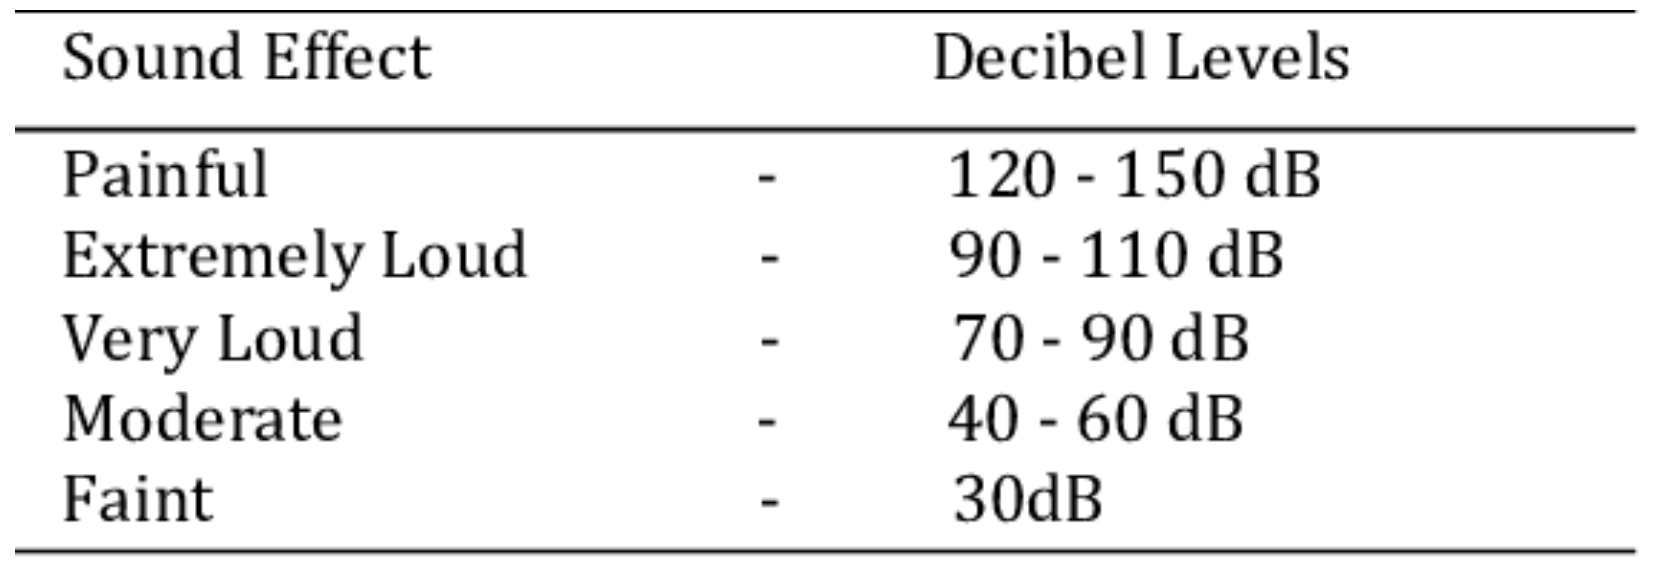 Sound Effect Decibel Levels
Painful - 120 - 150 dB
Extremely Loud - 90 - 110 dB
Very Loud - 70 - 90 dB
Moderate - 40 - 60 dB
Faint - 30dB